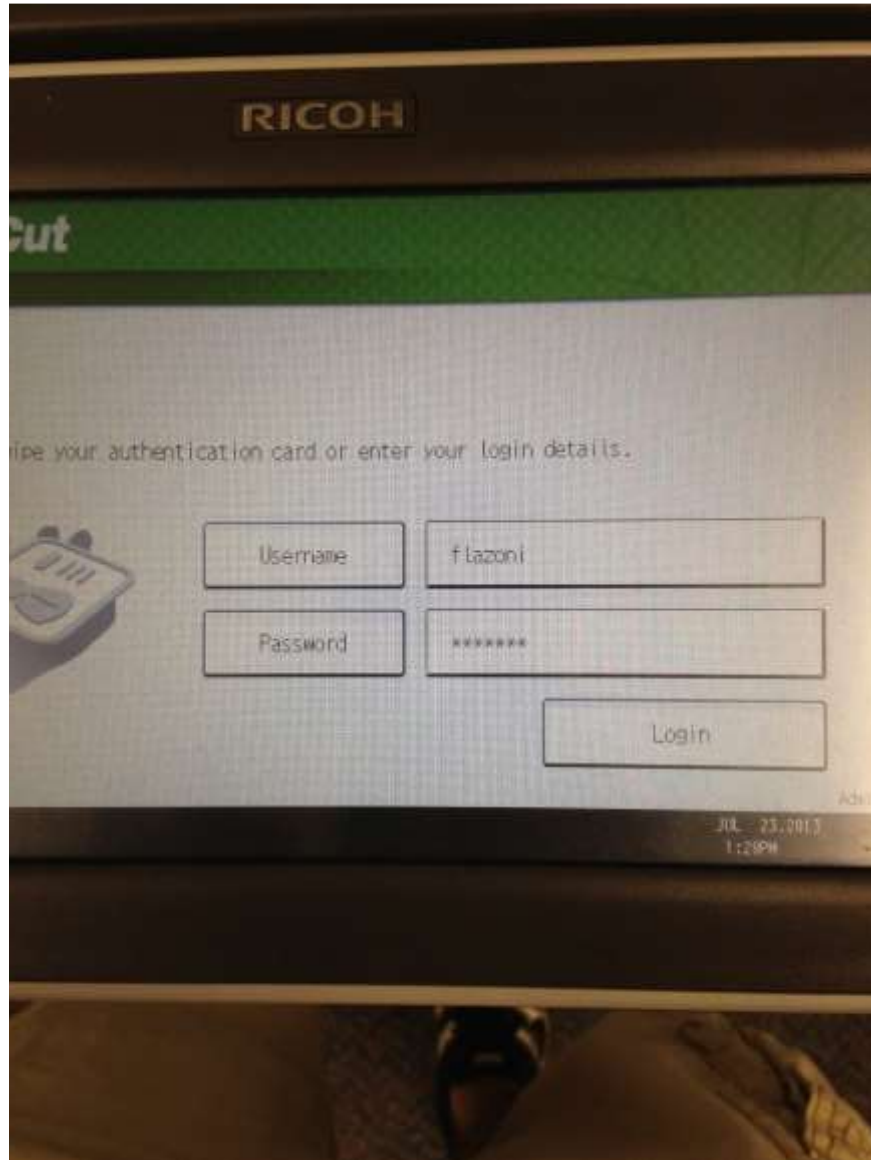 RICOH
Cut
ipe your authentication card or enter your login details.
Username
flazoni
Password
*******
Login
JUL 23.2013
1:28PM